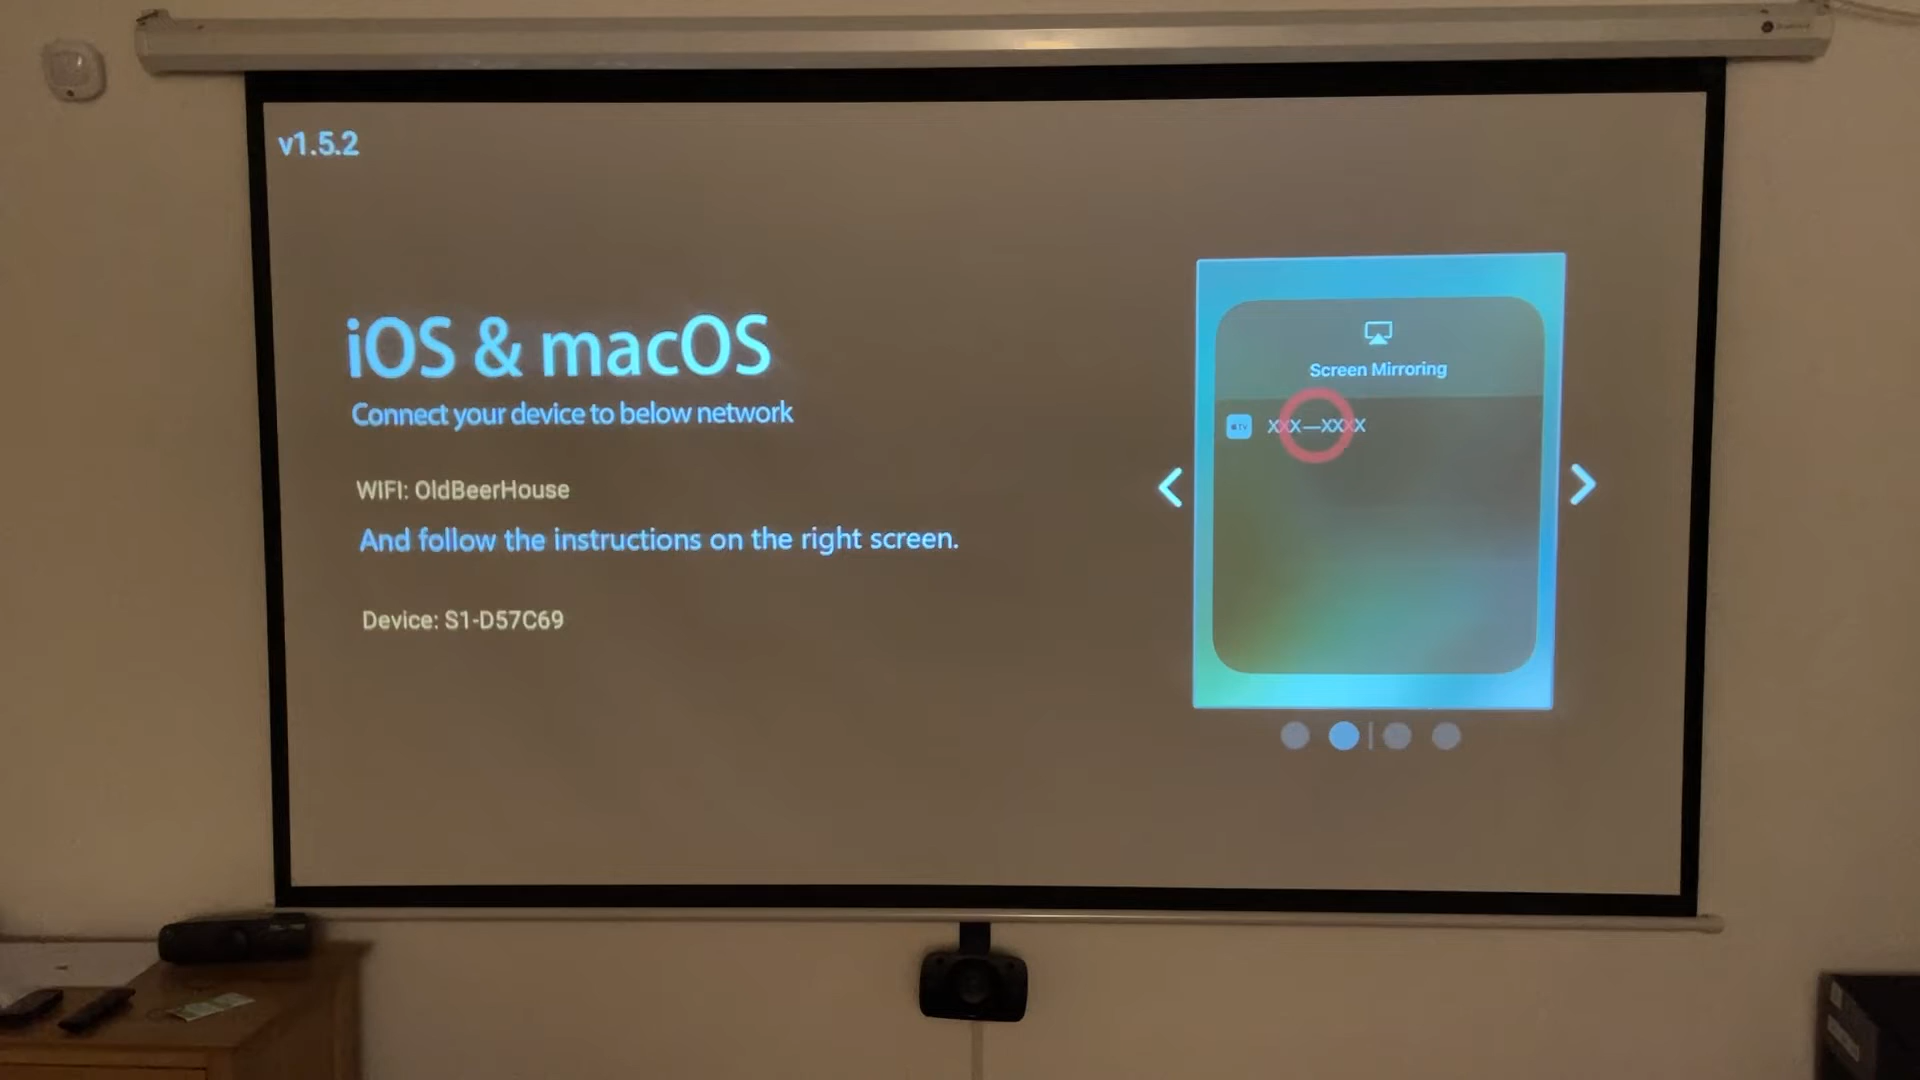 v1.5.2
iOS & macOS
Connect your device to below network
WIFI: OldBeerHouse
And follow the instructions on the right screen.
Device: S1-D57C69
Screen Mirroring
tv XXX—XXXX